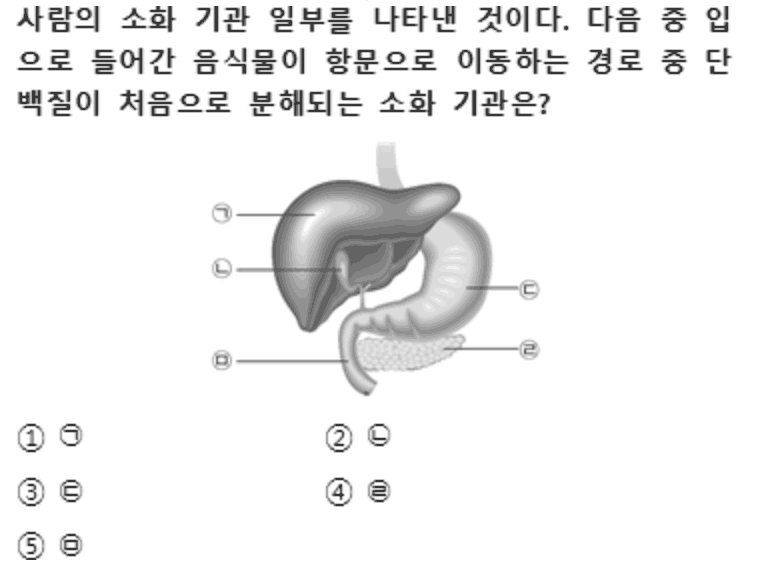 사람의 소화 기관 일부를 나타낸 것이다. 다음 중 입
으로 들어간 음식물이 항문으로 이동하는 경로 중 단
백질이 처음으로 분해되는 소화 기관은?
㉠
㉡
㉢
㉣
㉤
① ㉠ ② ㉡
③ ㉢ ④ ㉣
⑤ ㉤